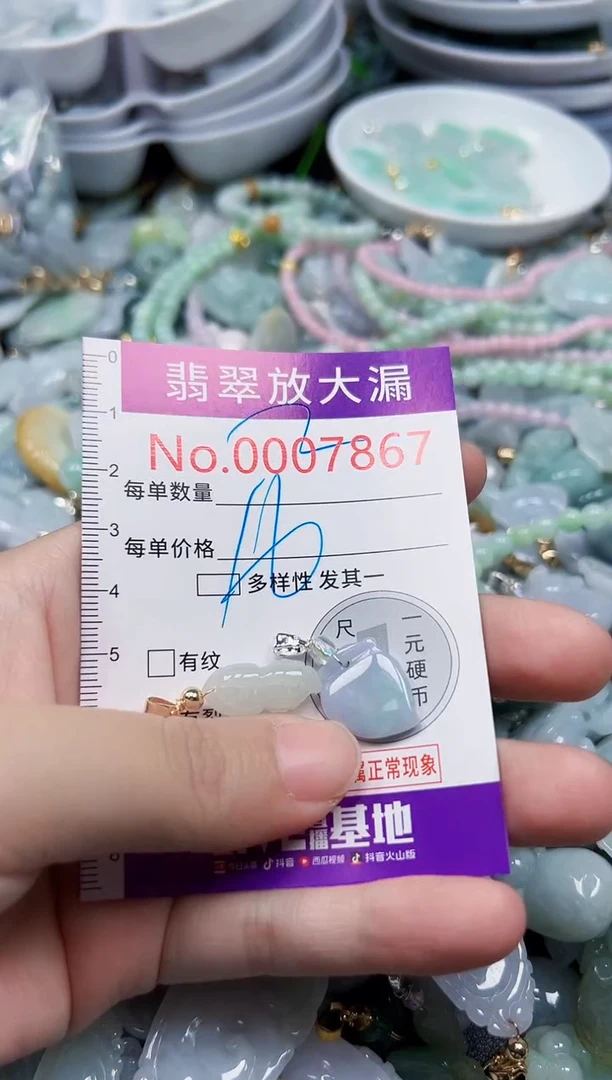 翡翠放大漏
No.0007867
每单数量
每单价格
多样性 发其一
有纹
尺
一元硬币
属正常现象
播基地
抖音 西瓜视频 抖音火山版
0
1
2
3
4
5